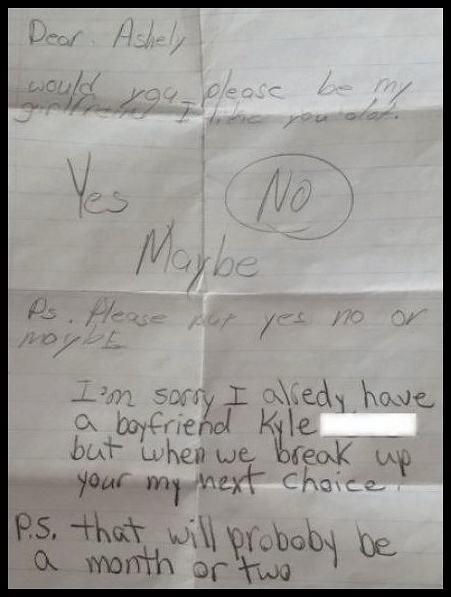 Dear. Ashely
would you please be my
girlfriend I like you alot.
Yes NO
Maybe
Ps. Please put yes no or
maybE
I'm sorry I alredy have
a boyfriend Kyle
but when we break up
your my next choice.
P.S. that will proboby be
a month or two